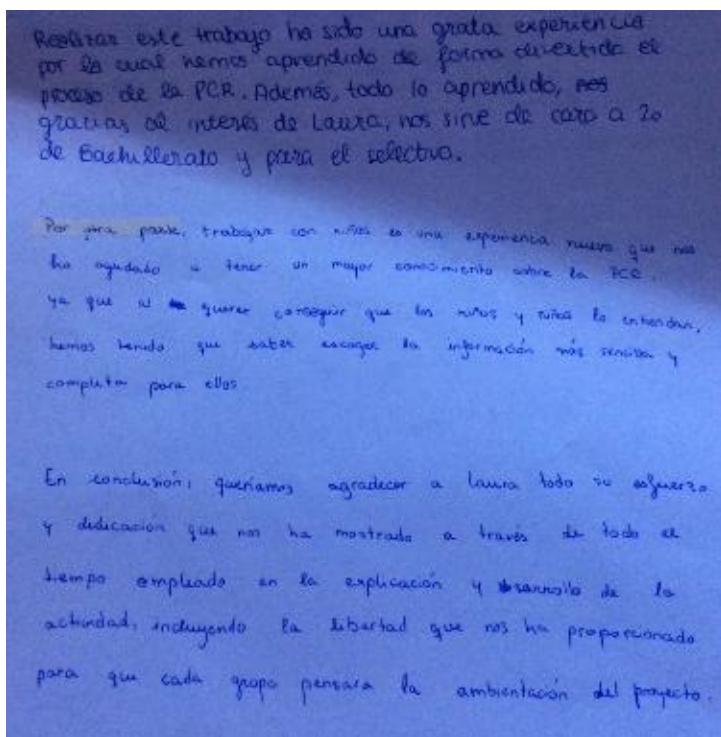 Realizar este trabajo ha sido una grata experiencia
por la cual hemos aprendido de forma divertida el
proceso de la PCR. Además, todo lo aprendido,
gracias al interés de Laura, nos sirve de cara a 2o
de Bachillerato y para el selectivo.
Por otra parte, trabajar con niños es una experiencia nueva que nos
ha ayudado a tener un mayor conocimiento sobre la PCR,
ya que al querer conseguir que los niños y niñas lo entiendan,
hemos tenido que saber escoger la información más sencilla y
completa para ellos
En conclusión, queríamos agradecer a Laura todo su esfuerzo
y dedicación que nos ha mostrado a través de todo el
tiempo empleado en la explicación y desarrollo de la
actividad, incluyendo la libertad que nos ha proporcionado
para que cada grupo pensara la ambientación del proyecto.